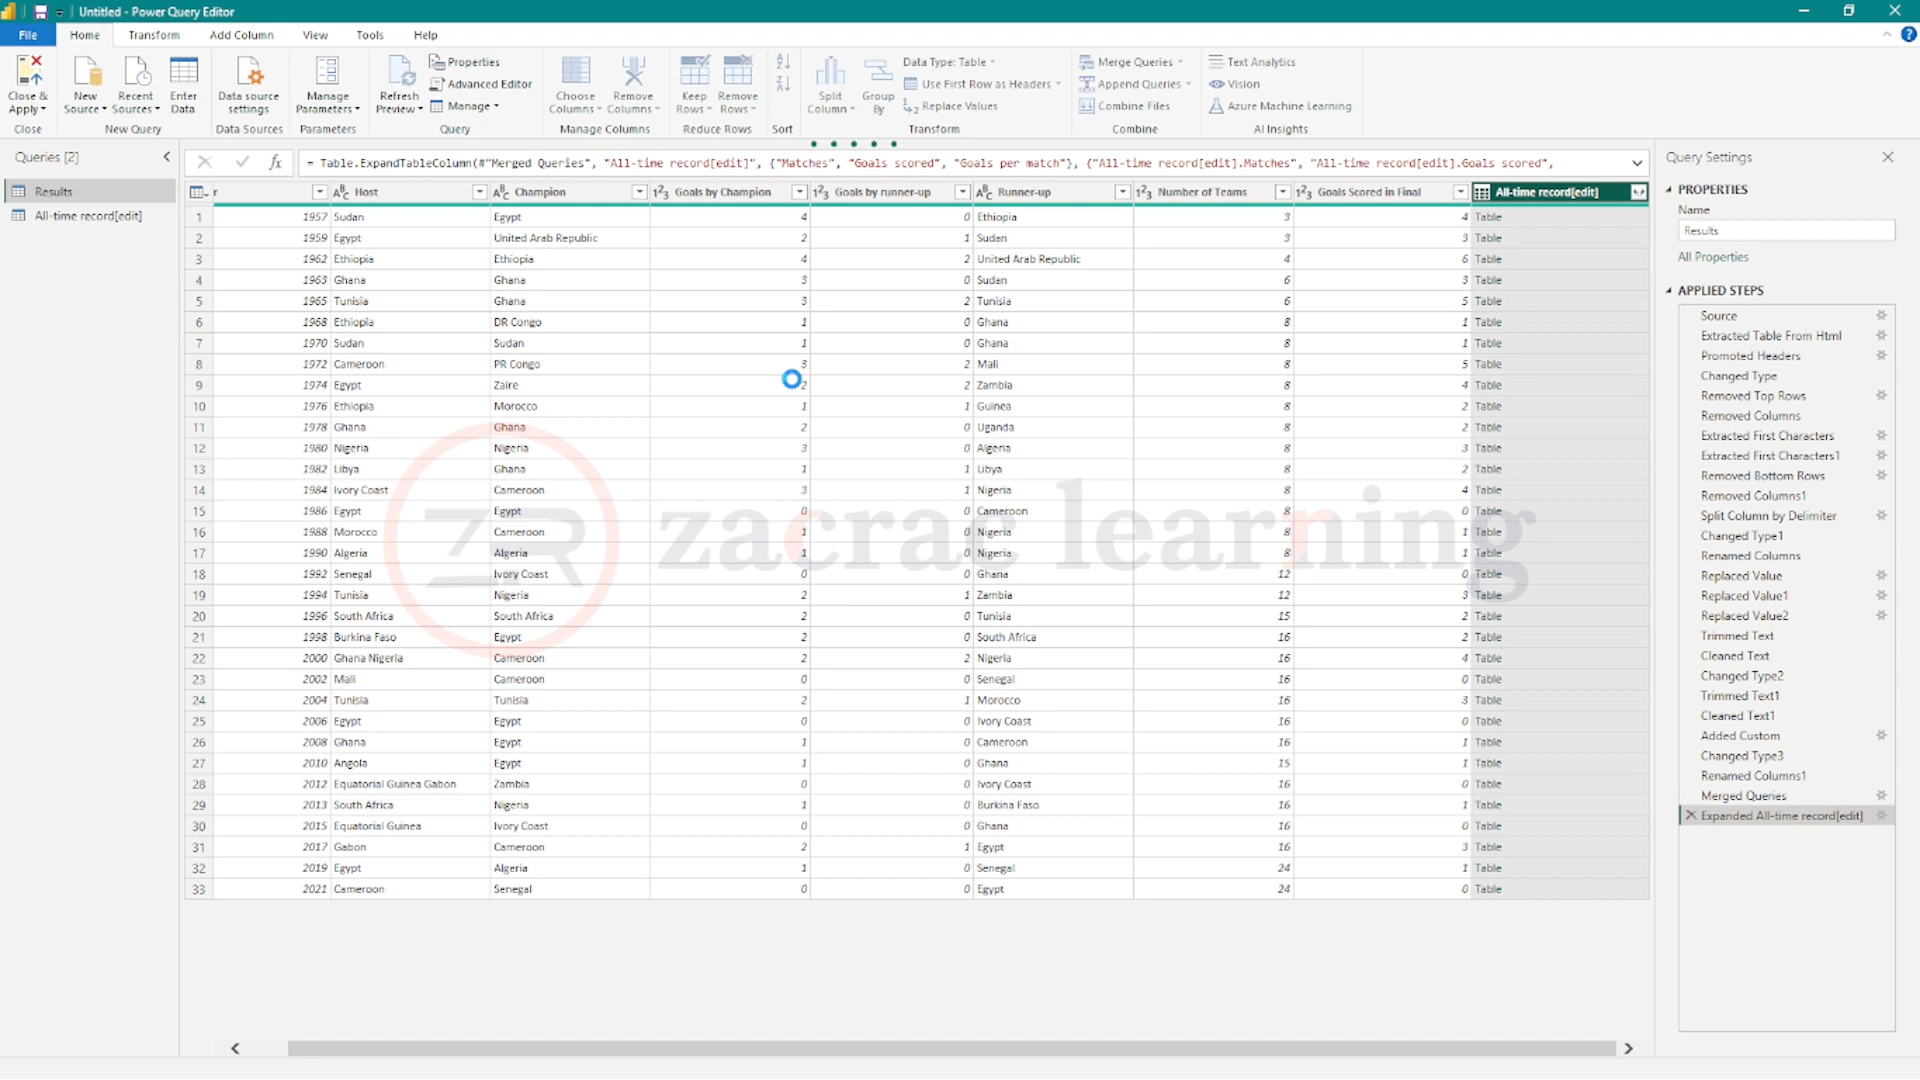 Untitled - Power Query Editor
File Home Transform Add Column View Tools Help
Close & Apply
New Source
Recent Sources
Enter Data
Data source settings
Manage Parameters
Refresh Preview
Properties
Advanced Editor
Manage
Choose Columns
Remove Columns
Keep Rows
Remove Rows
Split Column
Group By
Data Type: Table
Use First Row as Headers
Replace Values
Merge Queries
Append Queries
Combine Files
Text Analytics
Vision
Azure Machine Learning
Close New Query Data Sources Parameters Query Manage Columns Reduce Rows Sort Transform Combine AI Insights
Queries [2]
Results
All-time record[edit]
fx = Table.ExpandTableColumn(#"Merged Queries", "All-time record[edit]", {"Matches", "Goals scored", "Goals per match"}, {"All-time record[edit].Matches", "All-time record[edit].Goals scored",
r Host Champion Goals by Champion Goals by runner-up Runner-up Number of Teams Goals Scored in Final All-time record[edit]
1 1957 Sudan Egypt 4 0 Ethiopia 3 4 Table
2 1959 Egypt United Arab Republic 2 1 Sudan 3 3 Table
3 1962 Ethiopia Ethiopia 4 2 United Arab Republic 4 6 Table
4 1963 Ghana Ghana 3 0 Sudan 6 3 Table
5 1965 Tunisia Ghana 3 2 Tunisia 6 5 Table
6 1968 Ethiopia DR Congo 1 0 Ghana 8 1 Table
7 1970 Sudan Sudan 1 0 Ghana 8 1 Table
8 1972 Cameroon PR Congo 3 2 Mali 8 5 Table
9 1974 Egypt Zaire 2 2 Zambia 8 4 Table
10 1976 Ethiopia Morocco 1 1 Guinea 8 2 Table
11 1978 Ghana Ghana 2 0 Uganda 8 2 Table
12 1980 Nigeria Nigeria 3 0 Algeria 8 3 Table
13 1982 Libya Ghana 1 1 Libya 8 2 Table
14 1984 Ivory Coast Cameroon 3 1 Nigeria 8 4 Table
15 1986 Egypt Egypt 0 0 Cameroon 8 0 Table
16 1988 Morocco Cameroon 1 0 Nigeria 8 1 Table
17 1990 Algeria Algeria 1 0 Nigeria 8 1 Table
18 1992 Senegal Ivory Coast 0 0 Ghana 12 0 Table
19 1994 Tunisia Nigeria 2 1 Zambia 12 3 Table
20 1996 South Africa South Africa 2 0 Tunisia 15 2 Table
21 1998 Burkina Faso Egypt 2 0 South Africa 16 2 Table
22 2000 Ghana Nigeria Cameroon 2 2 Nigeria 16 4 Table
23 2002 Mali Cameroon 0 0 Senegal 16 0 Table
24 2004 Tunisia Tunisia 2 1 Morocco 16 3 Table
25 2006 Egypt Egypt 0 0 Ivory Coast 16 0 Table
26 2008 Ghana Egypt 1 0 Cameroon 16 1 Table
27 2010 Angola Egypt 1 0 Ghana 15 1 Table
28 2012 Equatorial Guinea Gabon Zambia 0 0 Ivory Coast 16 0 Table
29 2013 South Africa Nigeria 1 0 Burkina Faso 16 1 Table
30 2015 Equatorial Guinea Ivory Coast 0 0 Ghana 16 0 Table
31 2017 Gabon Cameroon 2 1 Egypt 16 3 Table
32 2019 Egypt Algeria 1 0 Senegal 24 1 Table
33 2021 Cameroon Senegal 0 0 Egypt 24 0 Table
ZR zacrac learning
Query Settings
PROPERTIES
Name
Results
All Properties
APPLIED STEPS
Source
Extracted Table From Html
Promoted Headers
Changed Type
Removed Top Rows
Removed Columns
Extracted First Characters
Extracted First Characters1
Removed Bottom Rows
Removed Columns1
Split Column by Delimiter
Changed Type1
Renamed Columns
Replaced Value
Replaced Value1
Replaced Value2
Trimmed Text
Cleaned Text
Changed Type2
Trimmed Text1
Cleaned Text1
Added Custom
Changed Type3
Renamed Columns1
Merged Queries
Expanded All-time record[edit]